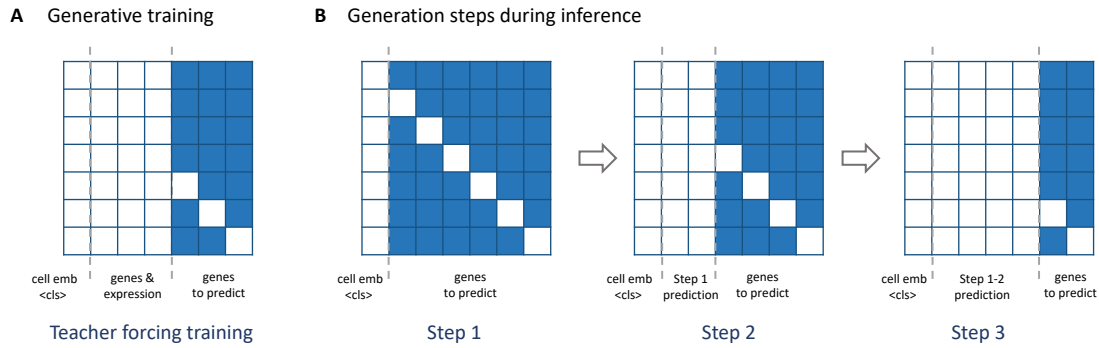 A Generative training
B Generation steps during inference
cell emb
<cls>
genes &
expression
genes
to predict
cell emb
<cls>
genes
to predict
cell emb
<cls>
Step 1
prediction
genes
to predict
cell emb
<cls>
Step 1-2
prediction
genes
to predict
Teacher forcing training
Step 1
Step 2
Step 3